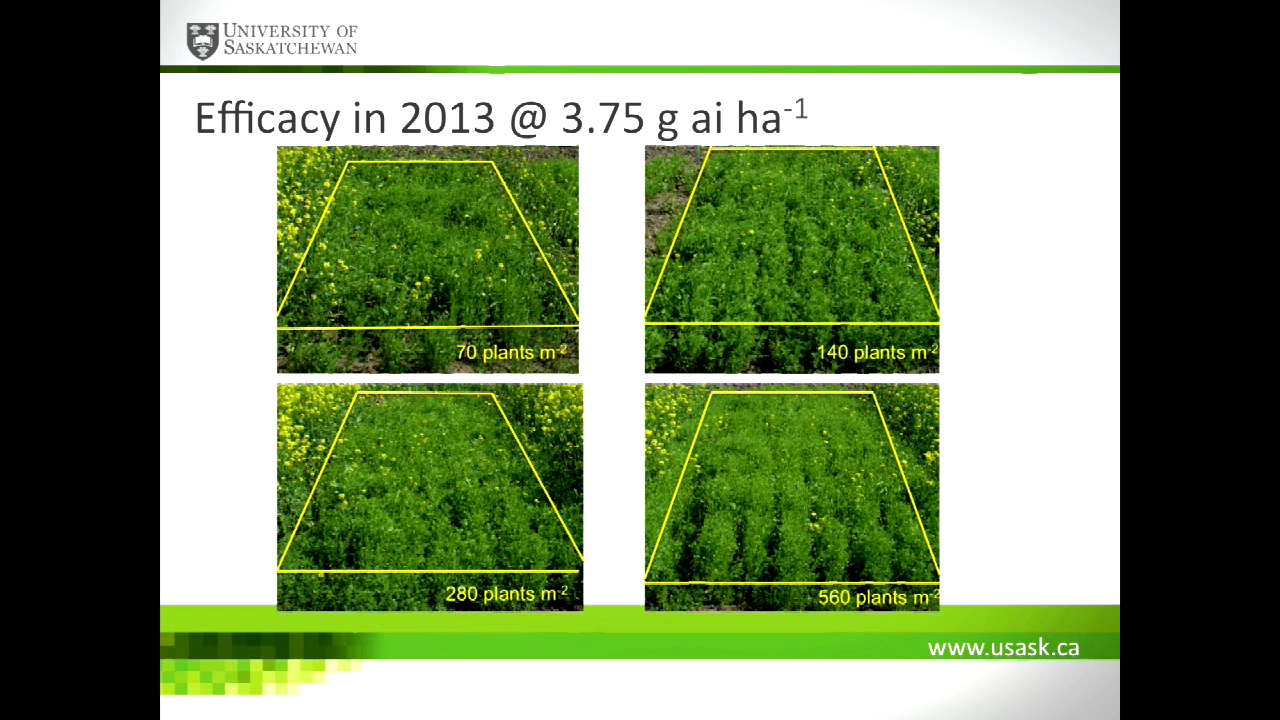 UNIVERSITY OF
SASKATCHEWAN
Efficacy in 2013 @ 3.75 g ai ha⁻¹
70 plants m⁻²
140 plants m⁻²
280 plants m⁻²
560 plants m⁻²
www.usask.ca